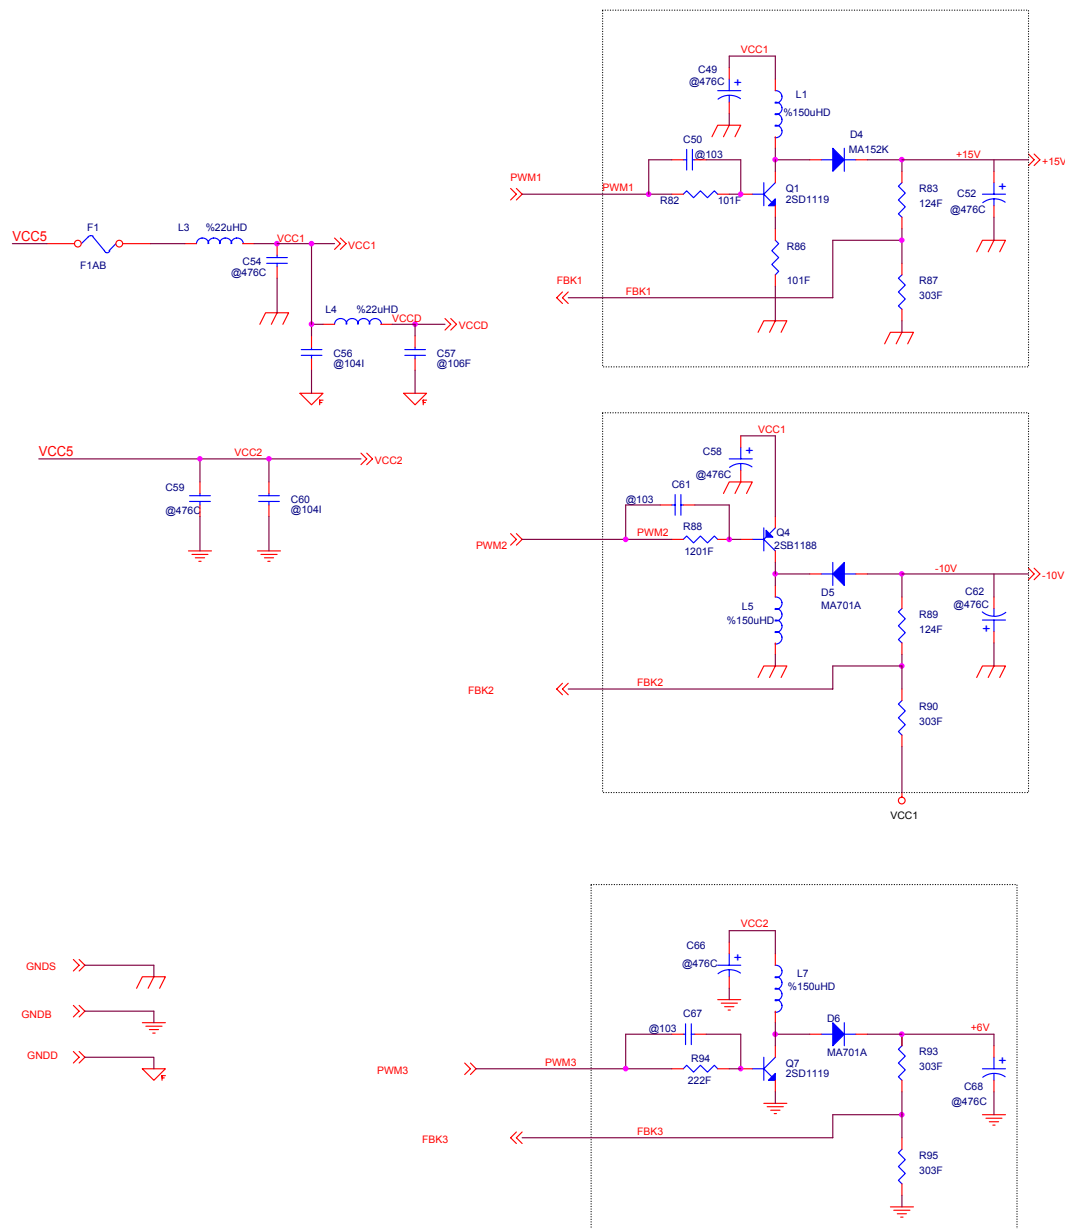 VCC1
C49
@476C
+
L1
%150uHD
C50
@103
D4
MA152K
PWM1
PWM1
R82
101F
Q1
2SD1119
+15V
+15V
R83
124F
C52
@476C
+
R86
101F
FBK1
FBK1
R87
303F
VCC5
F1
F1AB
L3
%22uHD
VCC1
VCC1
C54
@476C
L4
%22uHD
VCCD
VCCD
C56
@104I
C57
@106F
F
F
VCC5
VCC2
VCC2
C59
@476C
C60
@104I
VCC1
C58
@476C
+
C61
@103
PWM2
PWM2
R88
1201F
Q4
2SB1188
-10V
-10V
D5
MA701A
L5
%150uHD
R89
124F
C62
@476C
+
FBK2
FBK2
R90
303F
VCC1
GNDS
GNDB
GNDD
F
VCC2
C66
@476C
+
L7
%150uHD
C67
@103
D6
MA701A
PWM3
PWM3
R94
222F
Q7
2SD1119
+6V
R93
303F
C68
@476C
+
FBK3
FBK3
R95
303F